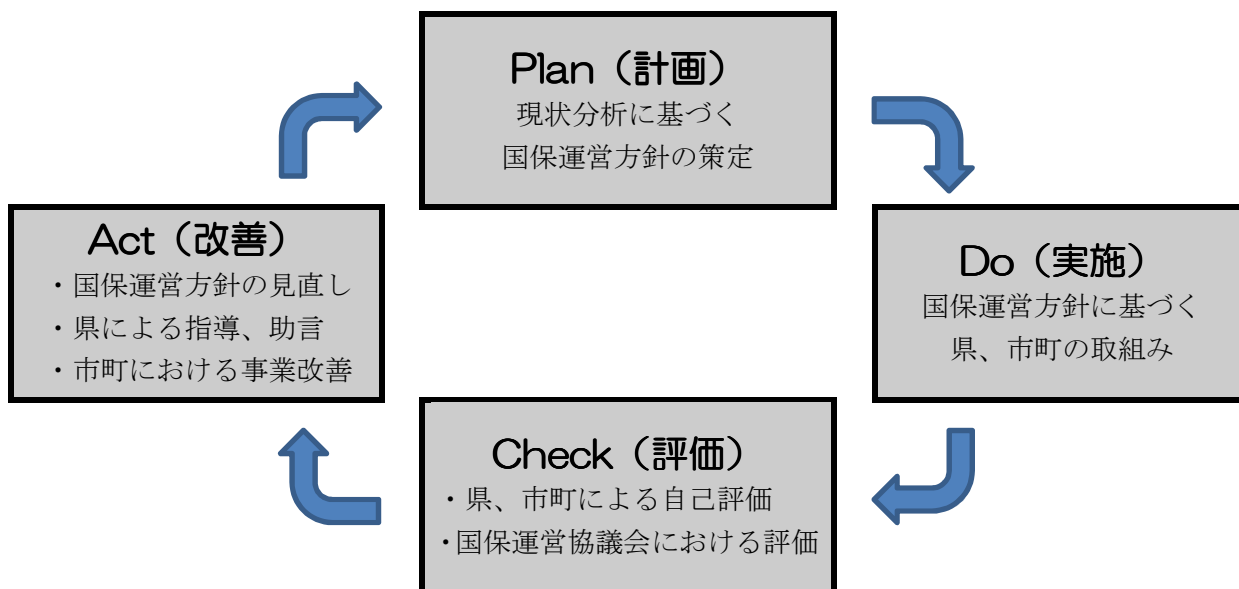 Plan（計画）
現状分析に基づく
国保運営方針の策定
Do（実施）
国保運営方針に基づく
県、市町の取組み
Check（評価）
・県、市町による自己評価
・国保運営協議会における評価
Act（改善）
・国保運営方針の見直し
・県による指導、助言
・市町における事業改善